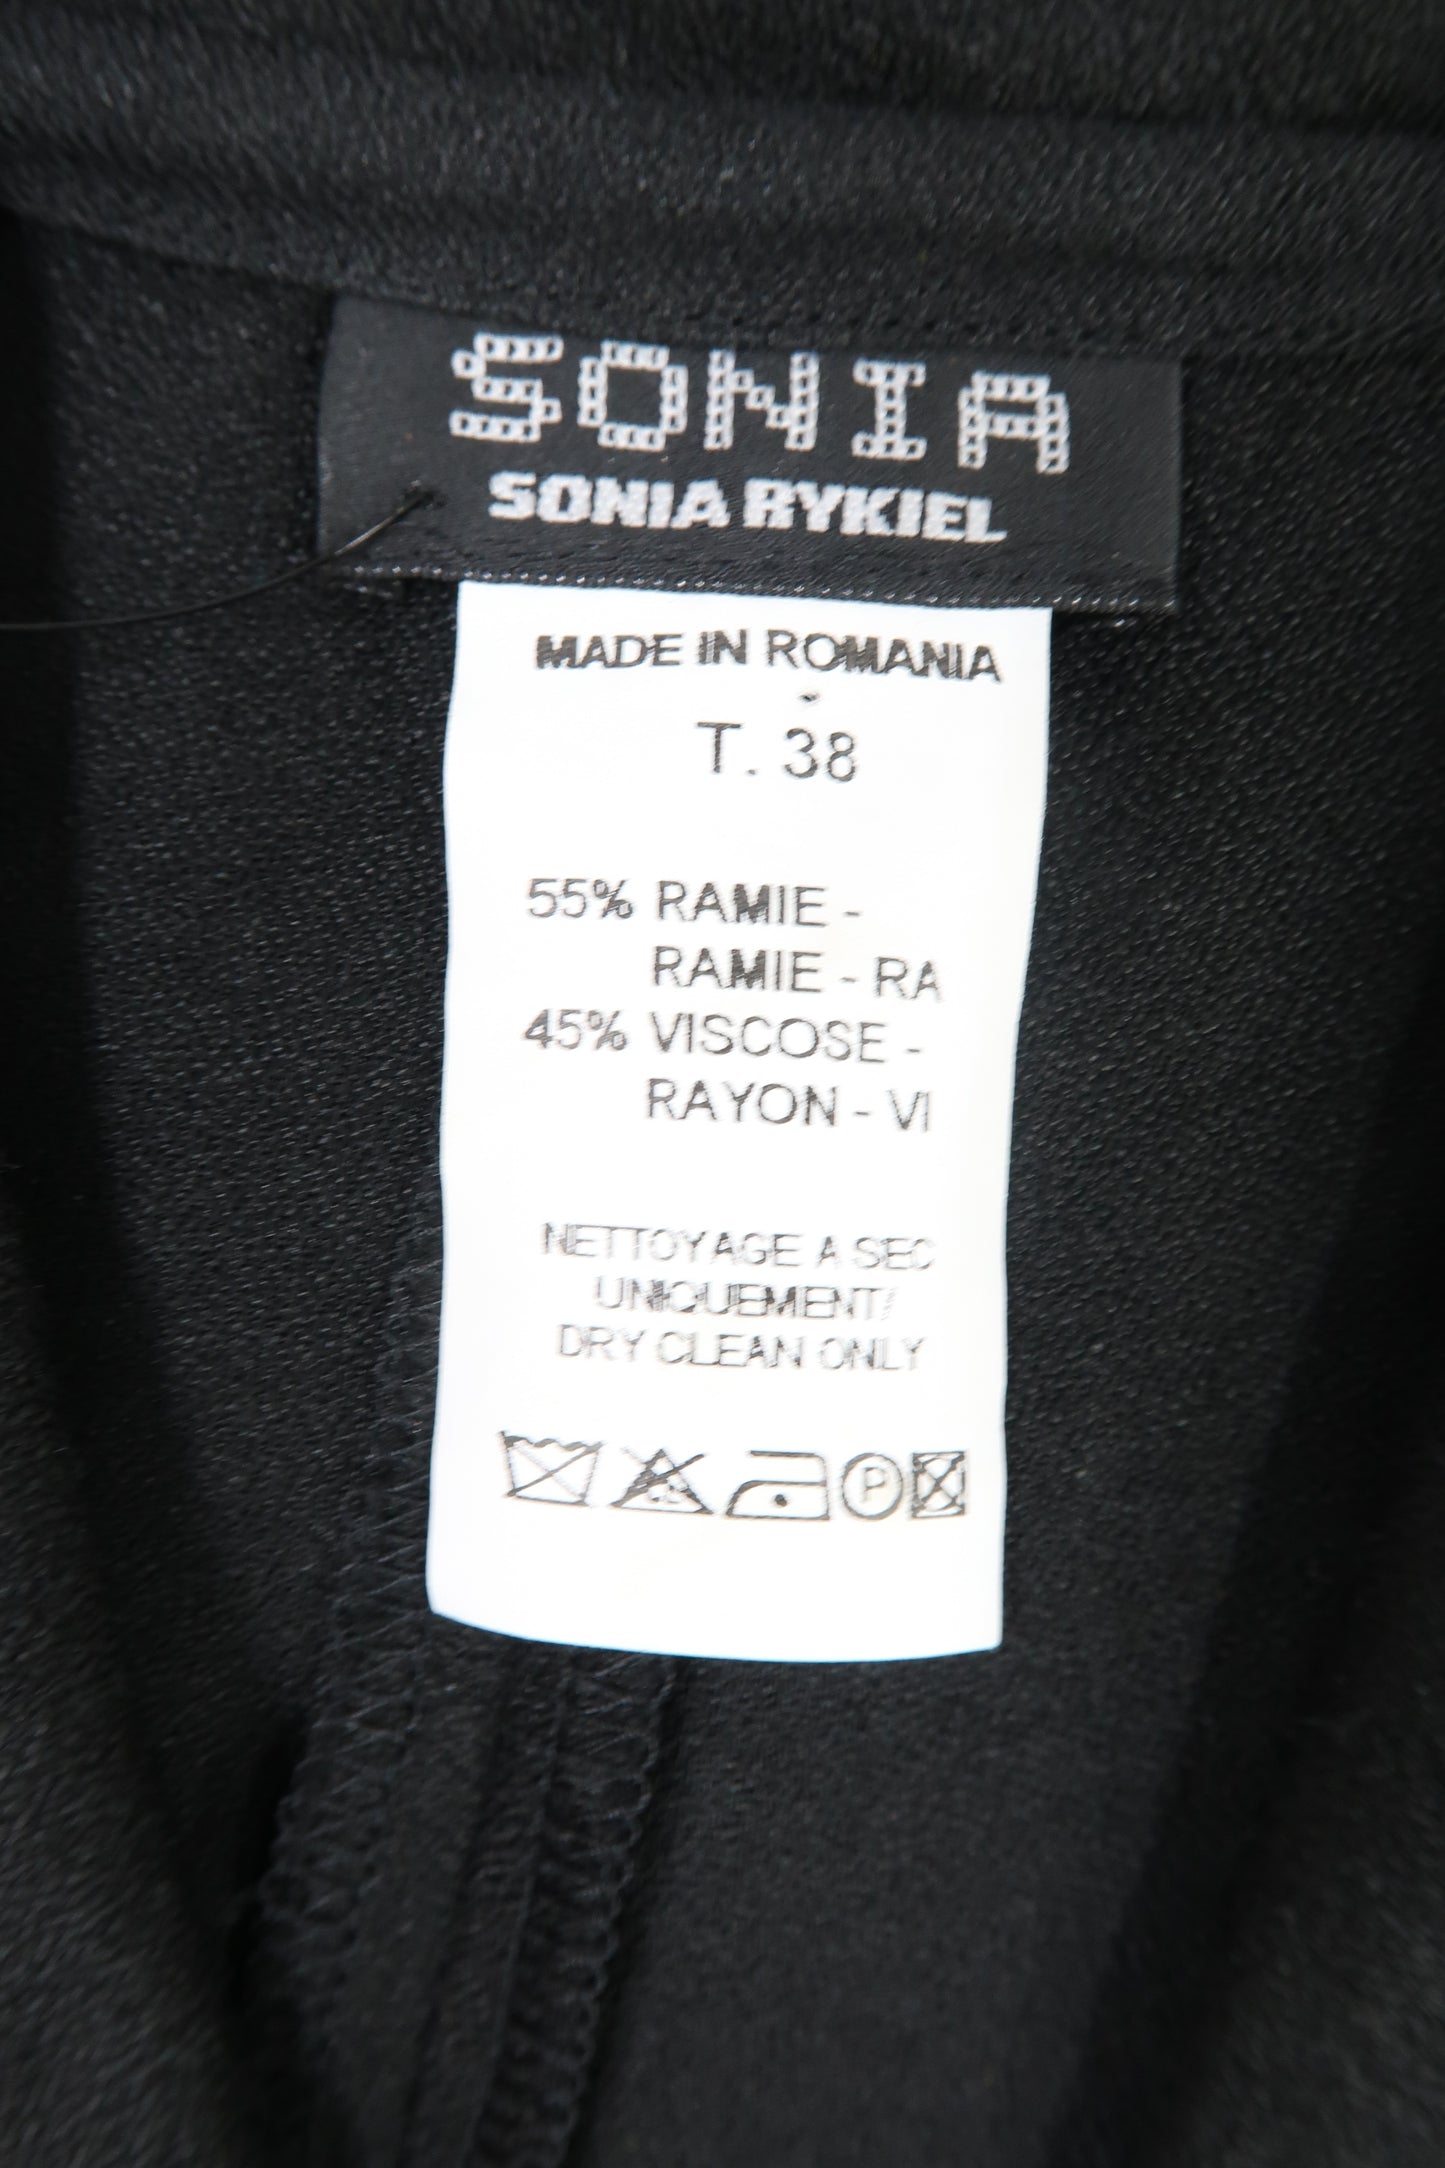 SONIA
SONIA RYKIEL
MADE IN ROMANIA
-
T. 38
55% RAMIE -
RAMIE - RA
45% VISCOSE -
RAYON - VI
NETTOYAGE A SEC
UNIQUEMENT/
DRY CLEAN ONLY
P